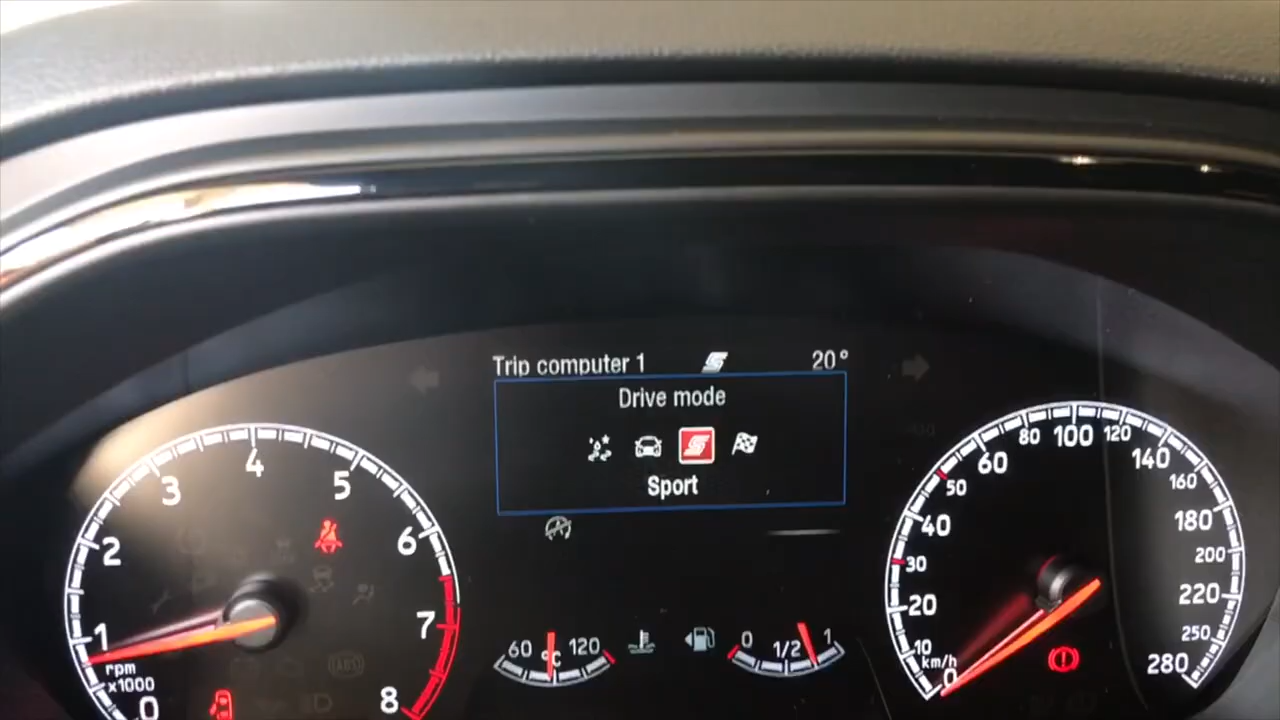 Trip computer 1 20°
Drive mode
Sport
0 1 2 3 4 5 6 7 8
rpm
x1000
60 °C 120
0 1/2 1
0 10 20 30 40 50 60 80 100 120 140 160 180 200 220 250 280
km/h
ABS